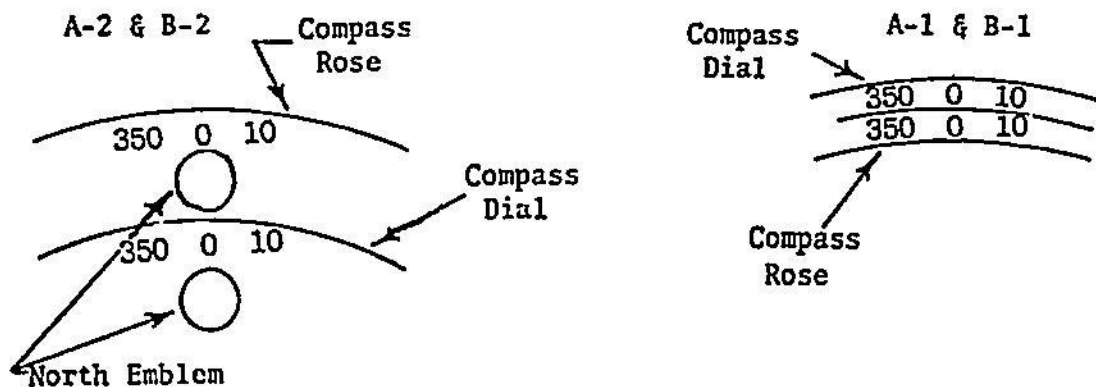 A-2 & B-2
Compass
Rose
350 0 10
Compass
Dial
350 0 10
North Emblem
A-1 & B-1
Compass
Dial
350 0 10
350 0 10
Compass
Rose